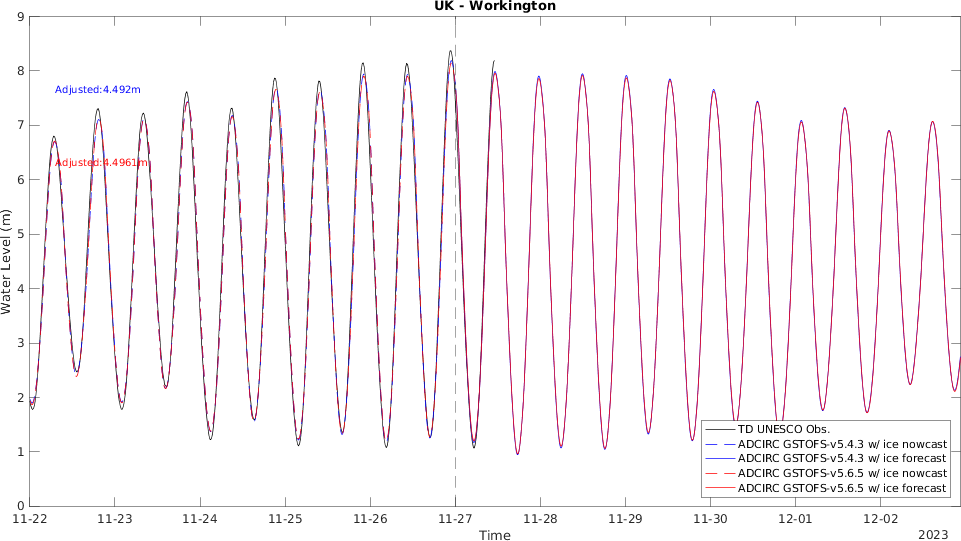 UK - Workington
9
8
7
6
5
4
3
2
1
0
Water Level (m)
Adjusted:4.492m
Adjusted:4.4961m
TD UNESCO Obs.
ADCIRC GSTOFS-v5.4.3 w/ ice nowcast
ADCIRC GSTOFS-v5.4.3 w/ ice forecast
ADCIRC GSTOFS-v5.6.5 w/ ice nowcast
ADCIRC GSTOFS-v5.6.5 w/ ice forecast
11-22 11-23 11-24 11-25 11-26 11-27 11-28 11-29 11-30 12-01 12-02
Time
2023